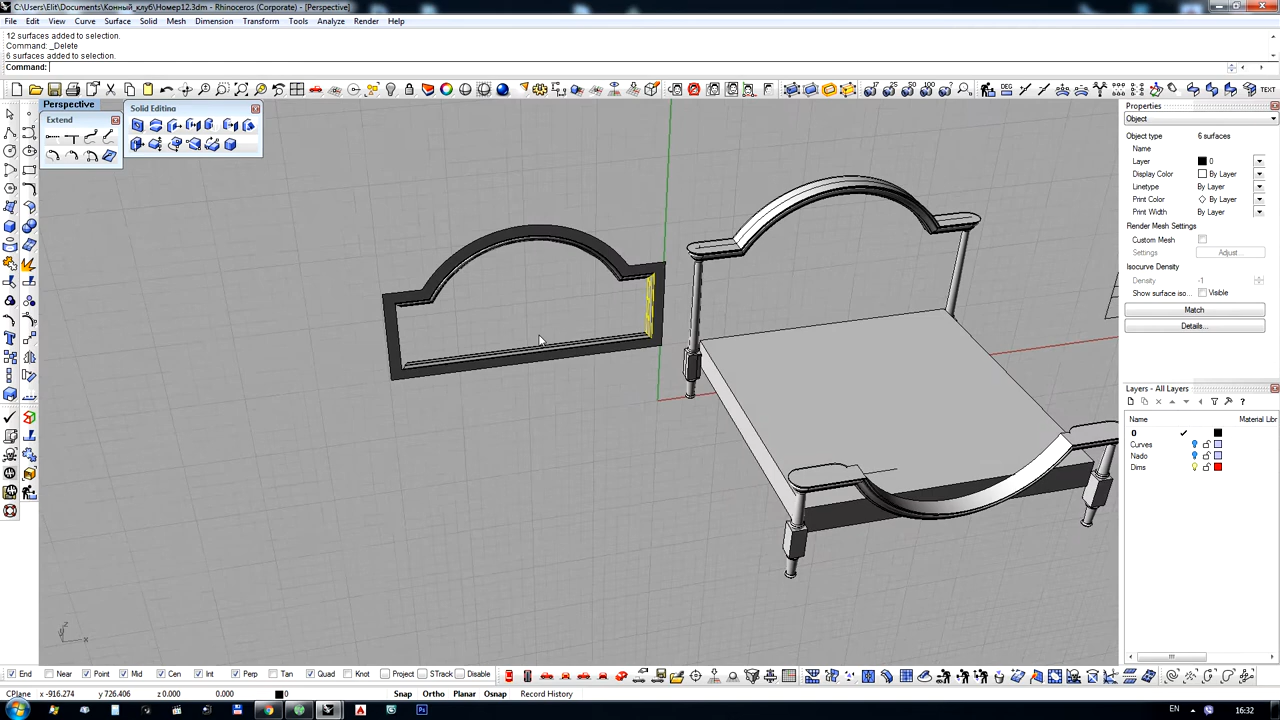 C:\Users\Elit\Documents\Конный_клуб\Номер12.3dm - Rhinoceros (Corporate) - [Perspective]
File Edit View Curve Surface Solid Mesh Dimension Transform Tools Analyze Render Help
12 surfaces added to selection.
Command: _Delete
6 surfaces added to selection.
Command:
TEXT
Perspective
Extend
Solid Editing
Properties
Object
Object type 6 surfaces
Name
Layer 0
Display Color By Layer
Linetype By Layer
Print Color By Layer
Print Width By Layer
Render Mesh Settings
Custom Mesh
Settings Adjust...
Isocurve Density
Density -1
Show surface iso... Visible
Match
Details...
Layers - All Layers
Name Material Libr
0
Curves
Nado
Dims
z
y x
End Near Point Mid Cen Int Perp Tan Quad Knot Project STrack Disable
CPlane x -916.274 y 726.406 z 0.000 0.000 0 Snap Ortho Planar Osnap Record History
EN 16:32